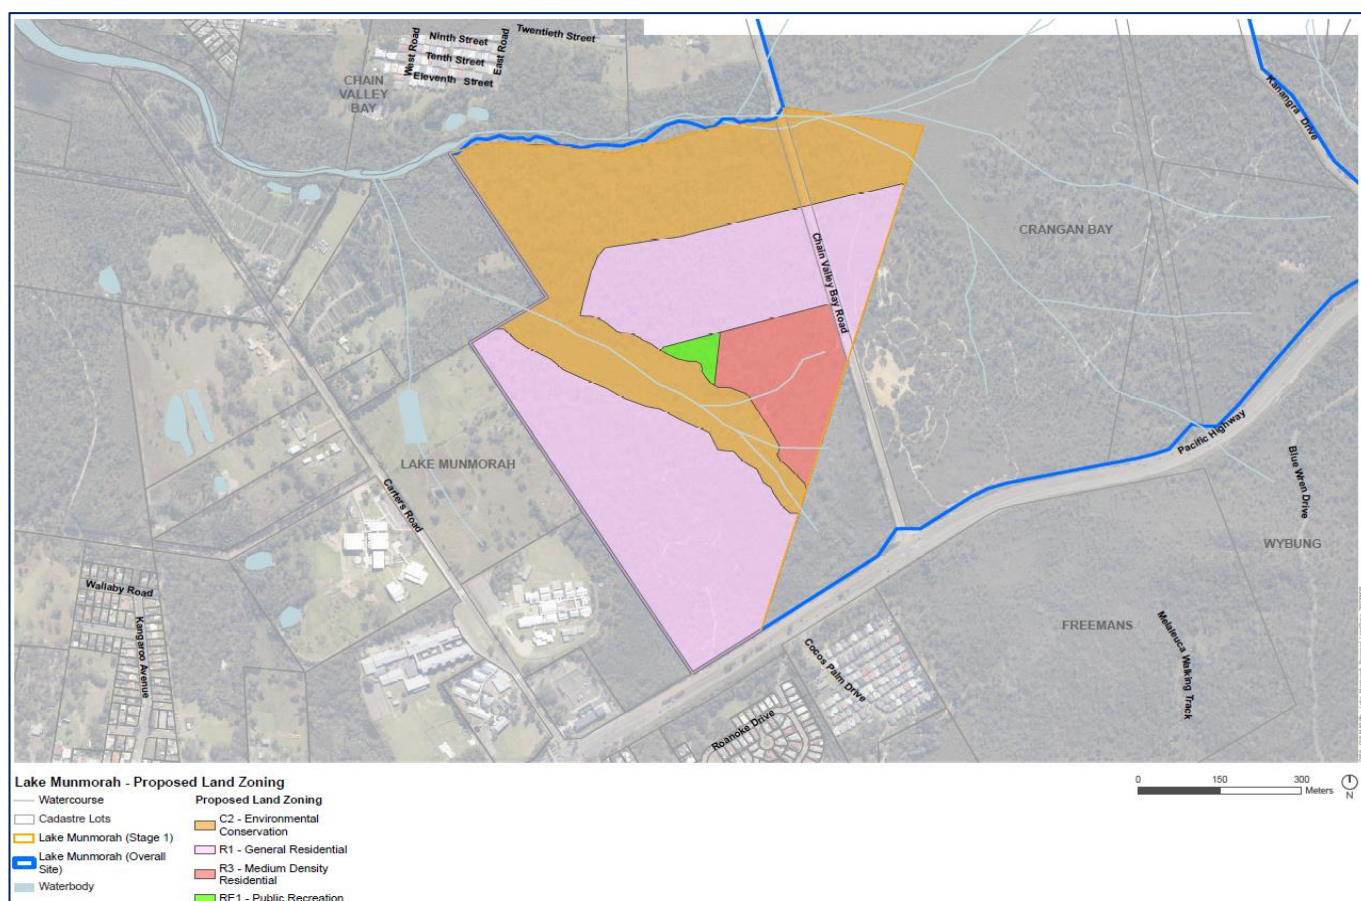 Ninth Street
Twentieth Street
West Road
East Road
Tenth Street
Eleventh Street
CHAIN
VALLEY
BAY
Kanangra Drive
CRANGAN BAY
Chain Valley Bay Road
Pacific Highway
LAKE MUNMORAH
Carters Road
Blue Wren Drive
WYBUNG
Wallaby Road
Kangaroo Avenue
FREEMANS
Melaleuca Walking Track
Cocos Palm Drive
Roanoke Drive
Lake Munmorah - Proposed Land Zoning
Watercourse
Cadastre Lots
Lake Munmorah (Stage 1)
Lake Munmorah (Overall
Site)
Waterbody
Proposed Land Zoning
C2 - Environmental
Conservation
R1 - General Residential
R3 - Medium Density
Residential
RE1 - Public Recreation
0 150 300
Meters
N